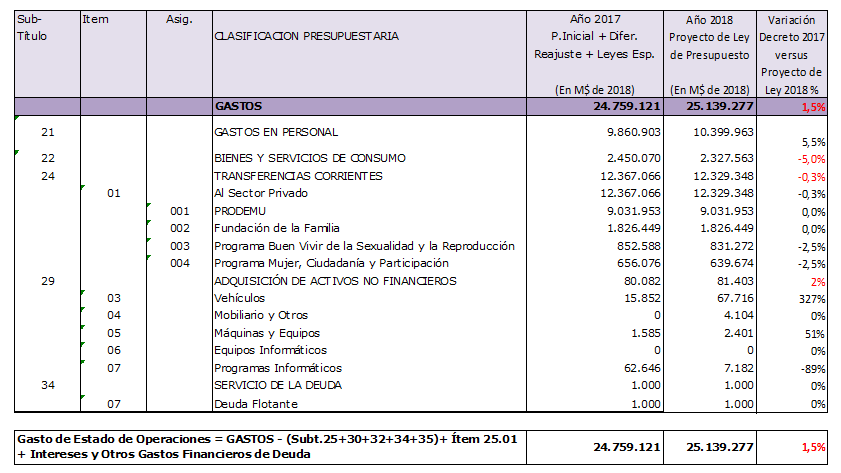 Sub-Título Item Asig. CLASIFICACION PRESUPUESTARIA Año 2017 P.Inicial + Difer. Reajuste + Leyes Esp. (En M$ de 2018) Año 2018 Proyecto de Ley de Presupuesto (En M$ de 2018) Variación Decreto 2017 versus Proyecto de Ley 2018 %
GASTOS 24.759.121 25.139.277 1,5%
21 GASTOS EN PERSONAL 9.860.903 10.399.963 5,5%
22 BIENES Y SERVICIOS DE CONSUMO 2.450.070 2.327.563 -5,0%
24 TRANSFERENCIAS CORRIENTES 12.367.066 12.329.348 -0,3%
01 Al Sector Privado 12.367.066 12.329.348 -0,3%
001 PRODEMU 9.031.953 9.031.953 0,0%
002 Fundación de la Familia 1.826.449 1.826.449 0,0%
003 Programa Buen Vivir de la Sexualidad y la Reproducción 852.588 831.272 -2,5%
004 Programa Mujer, Ciudadanía y Participación 656.076 639.674 -2,5%
29 ADQUISICIÓN DE ACTIVOS NO FINANCIEROS 80.082 81.403 2%
03 Vehículos 15.852 67.716 327%
04 Mobiliario y Otros 0 4.104 0%
05 Máquinas y Equipos 1.585 2.401 51%
06 Equipos Informáticos 0 0 0%
07 Programas Informáticos 62.646 7.182 -89%
34 SERVICIO DE LA DEUDA 1.000 1.000 0%
07 Deuda Flotante 1.000 1.000 0%
Gasto de Estado de Operaciones = GASTOS - (Subt.25+30+32+34+35)+ Ítem 25.01
+ Intereses y Otros Gastos Financieros de Deuda 24.759.121 25.139.277 1,5%